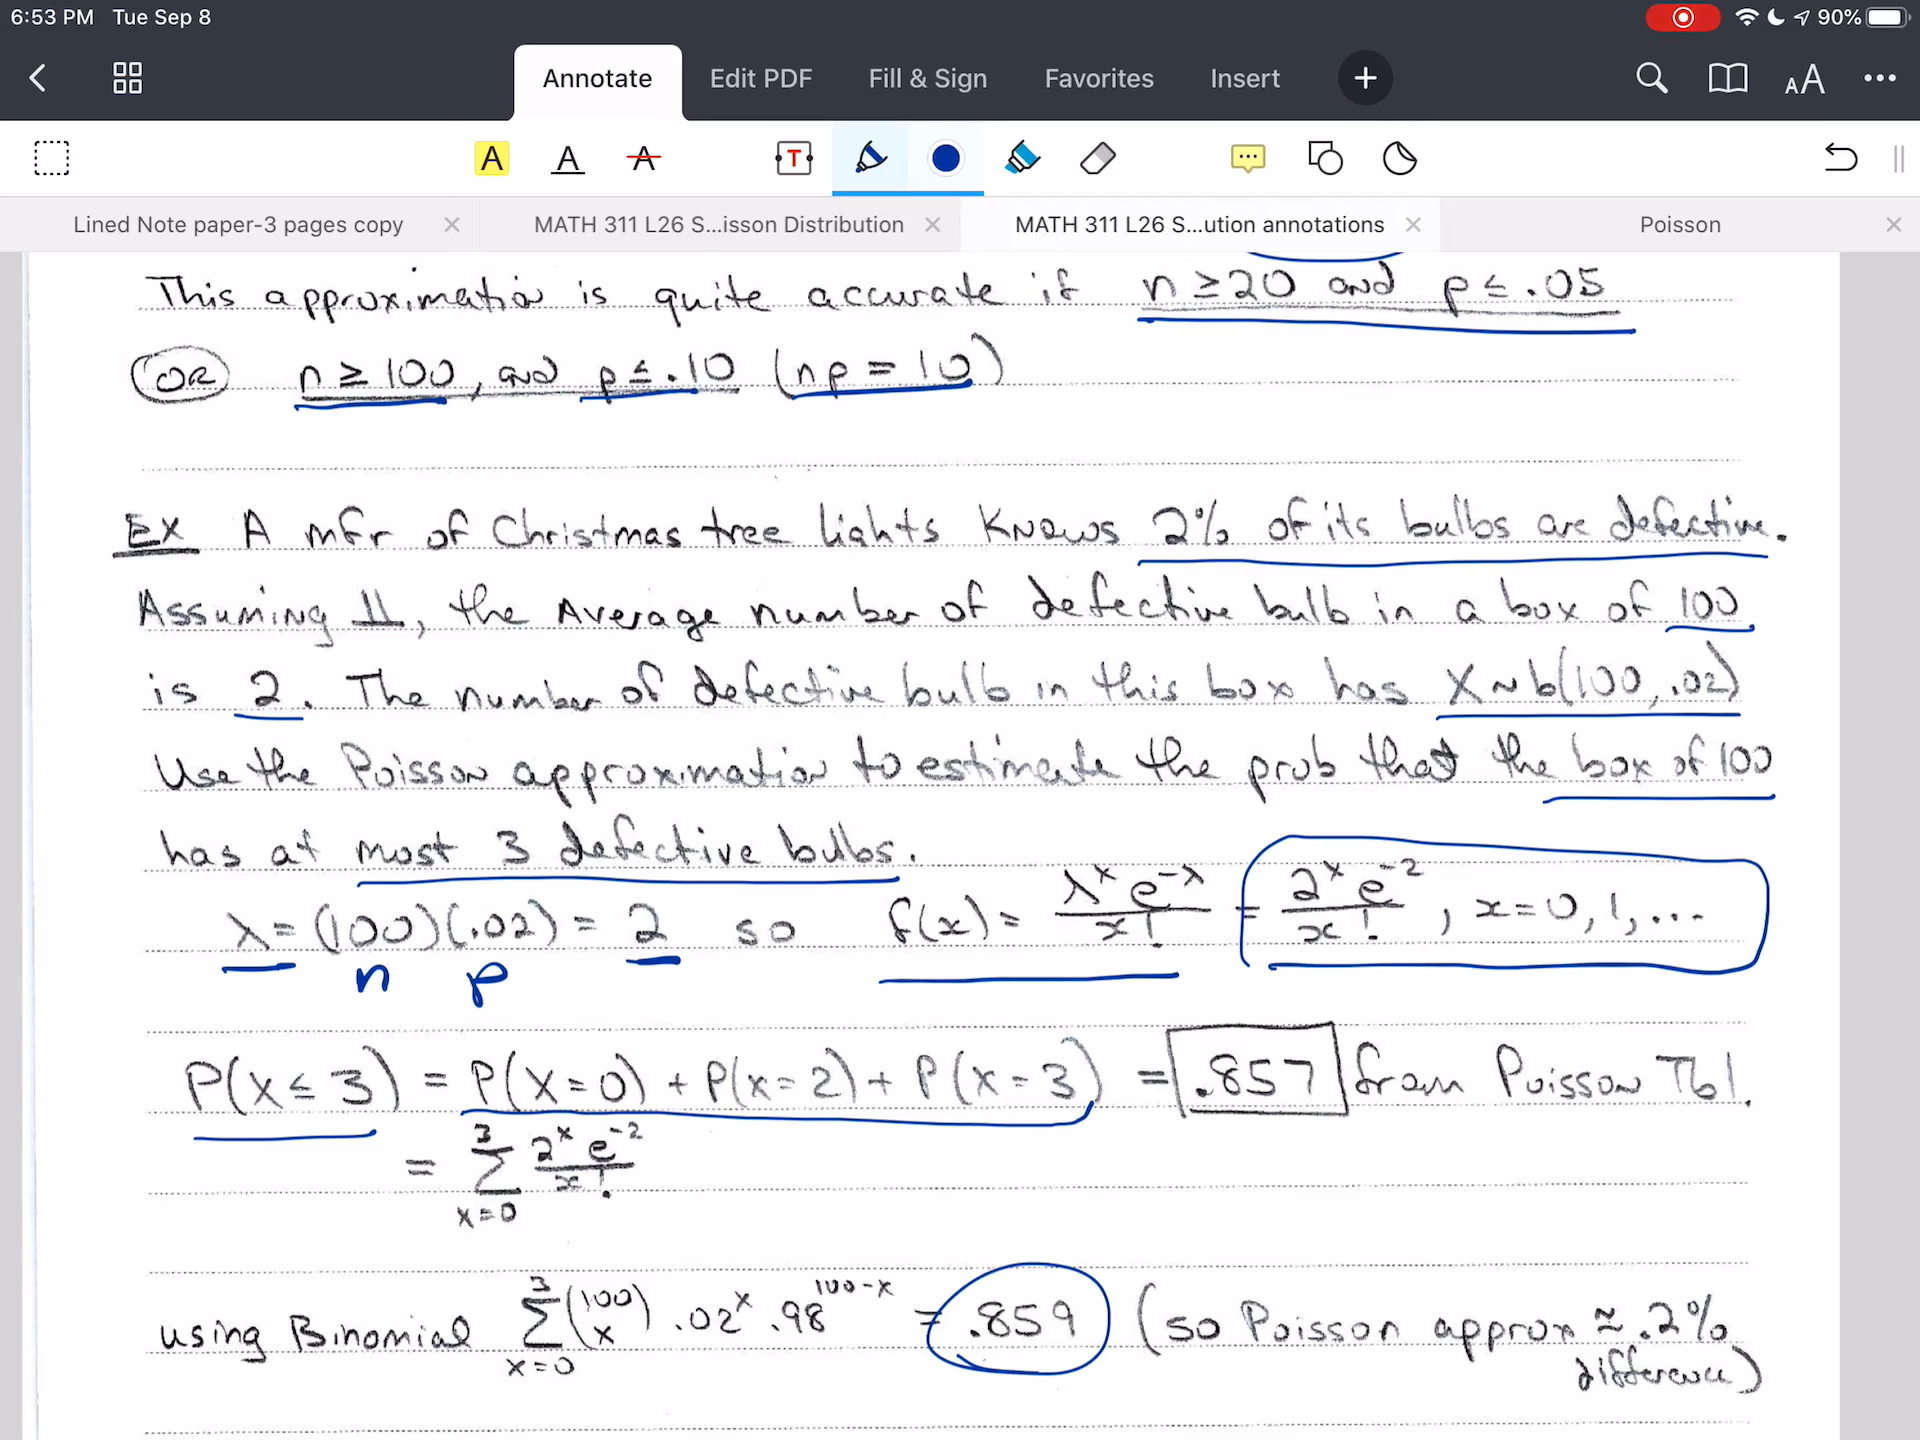 6:53 PM Tue Sep 8 90%
Annotate Edit PDF Fill & Sign Favorites Insert +
A A A T
Lined Note paper-3 pages copy × MATH 311 L26 S...isson Distribution × MATH 311 L26 S...ution annotations × Poisson ×
This approximation is quite accurate if n ≥ 20 and p ≤ .05
OR n ≥ 100, and p ≤ .10 (np = 10)
EX A mfr of Christmas tree lights knows 2% of its bulbs are defective.
Assuming ⫫, the Average number of defective bulb in a box of 100
is 2. The number of defective bulb in this box has X ~ b(100, .02)
Use the Poisson approximation to estimate the prob that the box of 100
has at most 3 defective bulbs.
λ = (100)(.02) = 2 so f(x) = λ^x e^-λ / x! = 2^x e^-2 / x! , x = 0, 1, ...
n p
P(X ≤ 3) = P(X=0) + P(x=2) + P(x=3) = .857 from Poisson Tbl.
= Σ_{x=0}^{3} 2^x e^-2 / x!
using Binomial Σ_{x=0}^{3} (100 x) .02^x .98^{100-x} = .859 (so Poisson approx ≈ .2%
difference)